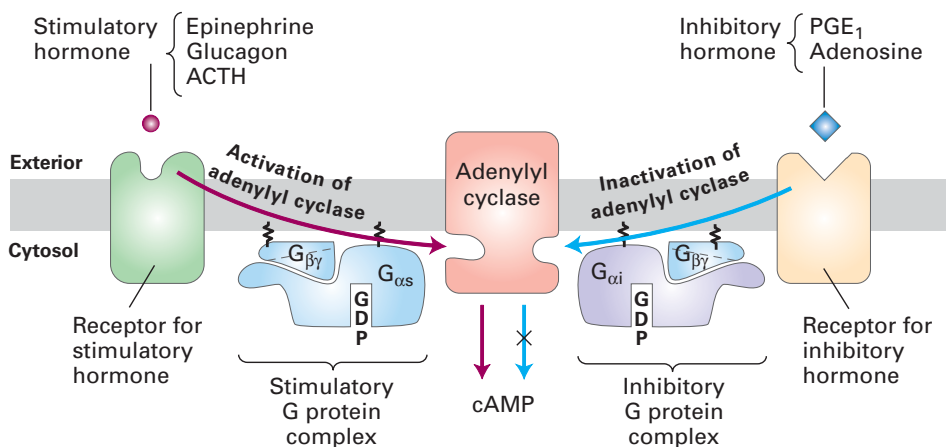 Stimulatory
hormone
Epinephrine
Glucagon
ACTH
Inhibitory
hormone
PGE₁
Adenosine
Exterior
Cytosol
Activation of
adenylyl cyclase
Adenylyl
cyclase
Inactivation of
adenylyl cyclase
Gβγ
Gαs
GDP
Gαi
Gβγ
GDP
Receptor for
stimulatory
hormone
Stimulatory
G protein
complex
cAMP
Inhibitory
G protein
complex
Receptor for
inhibitory
hormone